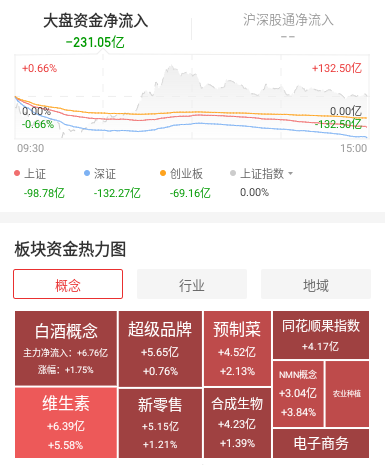 大盘资金净流入
沪深股通净流入
-231.05亿
--
+0.66%
+132.50亿
0.00%
0.00亿
-0.66%
-132.50亿
09:30
15:00
上证
深证
创业板
上证指数
-98.78亿
-132.27亿
-69.16亿
0.00%
板块资金热力图
概念
行业
地域
白酒概念
主力净流入：+6.76亿
涨幅：+1.75%
超级品牌
+5.65亿
+0.76%
预制菜
+4.52亿
+2.13%
同花顺果指数
+4.17亿
维生素
+6.39亿
+5.58%
新零售
+5.15亿
+1.21%
合成生物
+4.23亿
+1.39%
NMN概念
+3.04亿
+3.84%
农业种植
电子商务